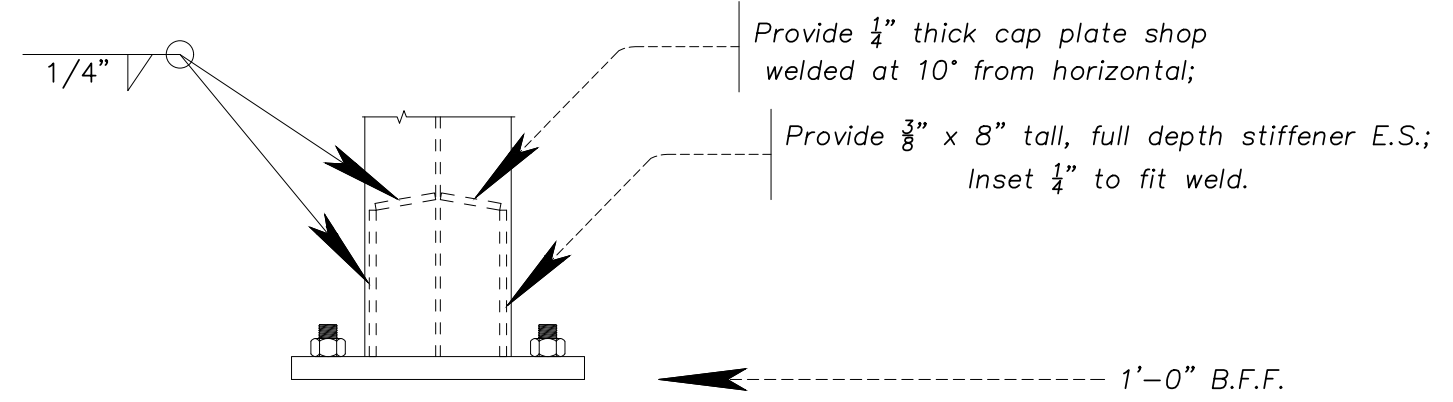 1/4”
Provide 1/4” thick cap plate shop
welded at 10° from horizontal;
Provide 3/8” x 8” tall, full depth stiffener E.S.;
Inset 1/4” to fit weld.
1’-0” B.F.F.